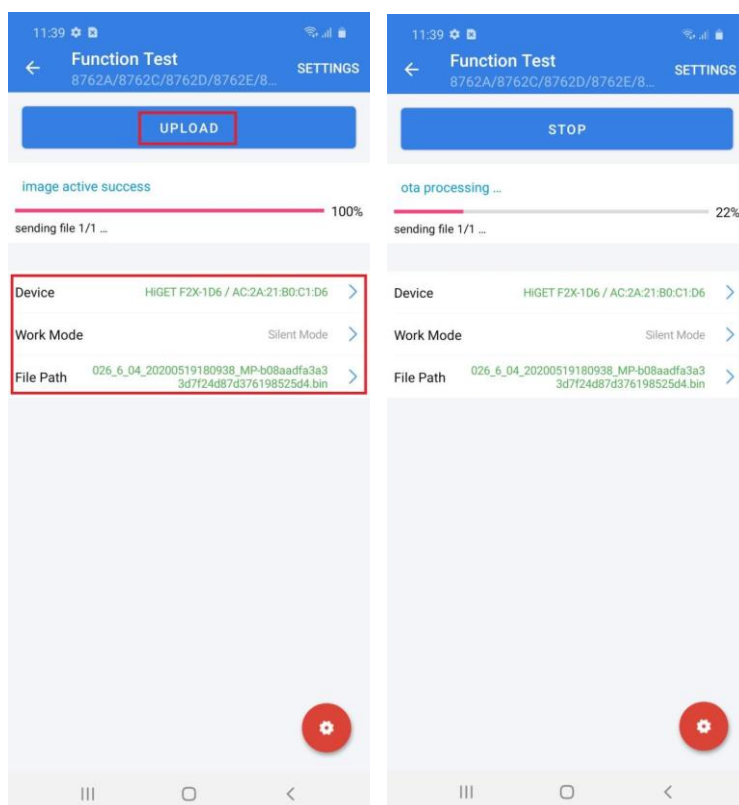 11:39
Function Test
8762A/8762C/8762D/8762E/8...
SETTINGS
UPLOAD
image active success
100%
sending file 1/1 ...
Device
HiGET F2X-1D6 / AC:2A:21:B0:C1:D6
Work Mode
Silent Mode
File Path
026_6_04_20200519180938_MP-b08aadfa3a3
3d7f24d87d376198525d4.bin
11:39
Function Test
8762A/8762C/8762D/8762E/8...
SETTINGS
STOP
ota processing ...
22%
sending file 1/1 ...
Device
HiGET F2X-1D6 / AC:2A:21:B0:C1:D6
Work Mode
Silent Mode
File Path
026_6_04_20200519180938_MP-b08aadfa3a3
3d7f24d87d376198525d4.bin